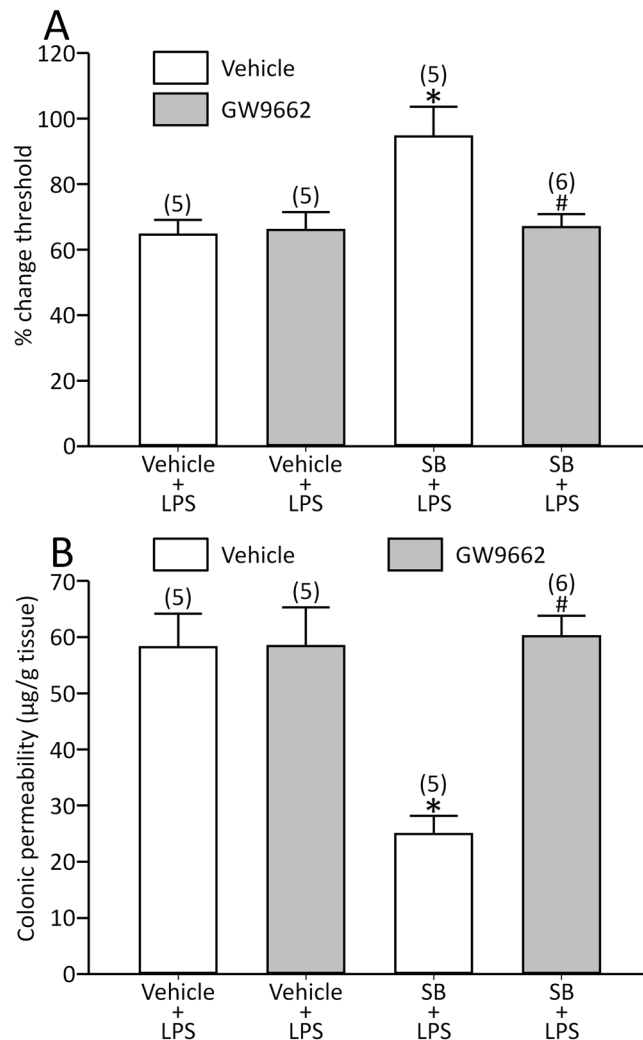 A
120
100
80
60
40
20
0
% change threshold
Vehicle
GW9662
(5)
(5)
(5)
*
(6)
#
Vehicle
+
LPS
Vehicle
+
LPS
SB
+
LPS
SB
+
LPS
B
Vehicle
GW9662
70
60
50
40
30
20
10
0
Colonic permeability (µg/g tissue)
(5)
(5)
(5)
*
(6)
#
Vehicle
+
LPS
Vehicle
+
LPS
SB
+
LPS
SB
+
LPS